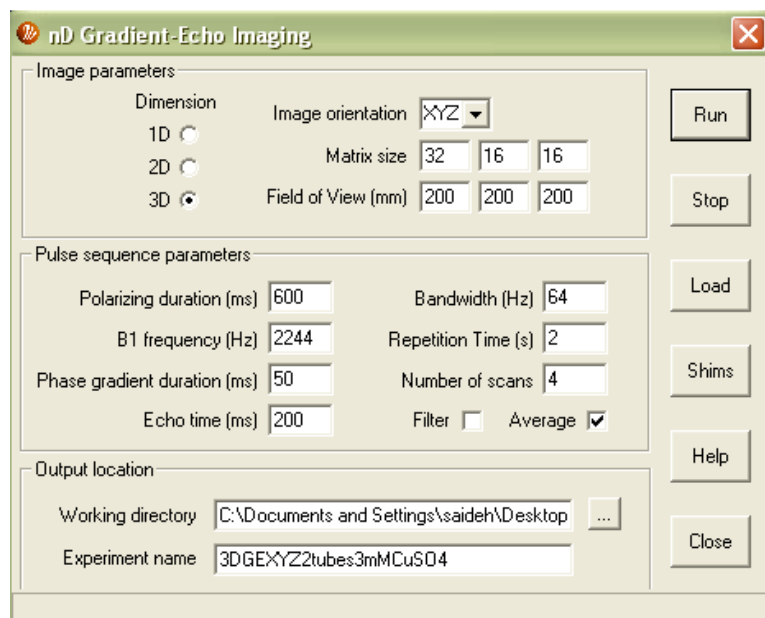 nD Gradient-Echo Imaging
Image parameters
Dimension
1D
2D
3D
Image orientation XYZ
Matrix size 32 16 16
Field of View (mm) 200 200 200
Pulse sequence parameters
Polarizing duration (ms) 600
Bandwidth (Hz) 64
B1 frequency (Hz) 2244
Repetition Time (s) 2
Phase gradient duration (ms) 50
Number of scans 4
Echo time (ms) 200
Filter
Average
Output location
Working directory C:\Documents and Settings\saideh\Desktop ...
Experiment name 3DGEXYZ2tubes3mMCuSO4
Run
Stop
Load
Shims
Help
Close